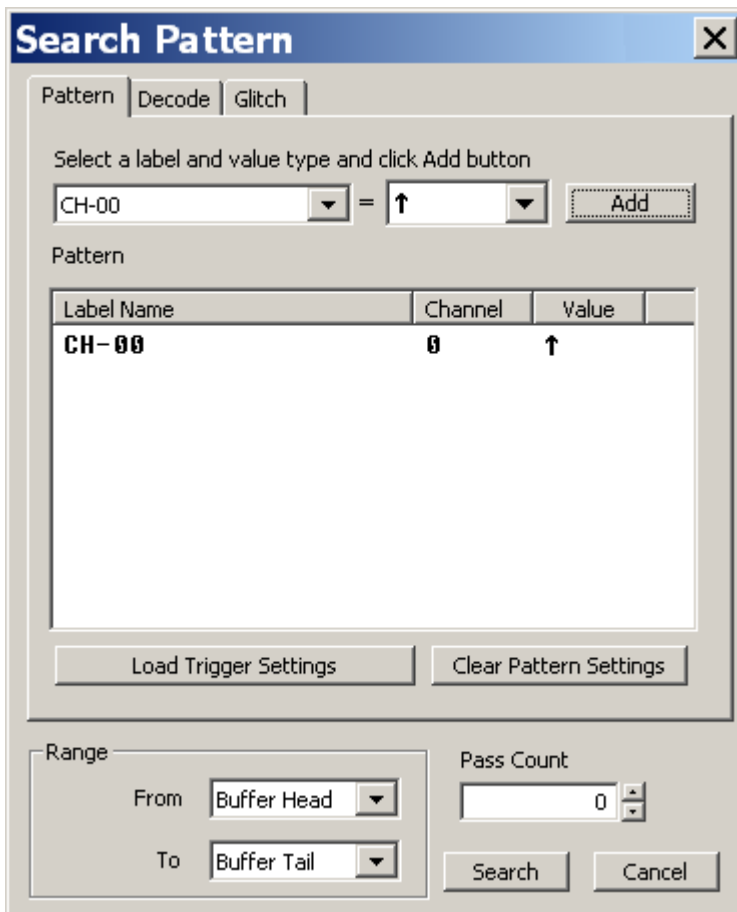 Search Pattern
Pattern Decode Glitch
Select a label and value type and click Add button
CH-00 = ↑ Add
Pattern
Label Name Channel Value
CH-00 0 ↑
Load Trigger Settings Clear Pattern Settings
Range
Pass Count
From Buffer Head 0
To Buffer Tail Search Cancel